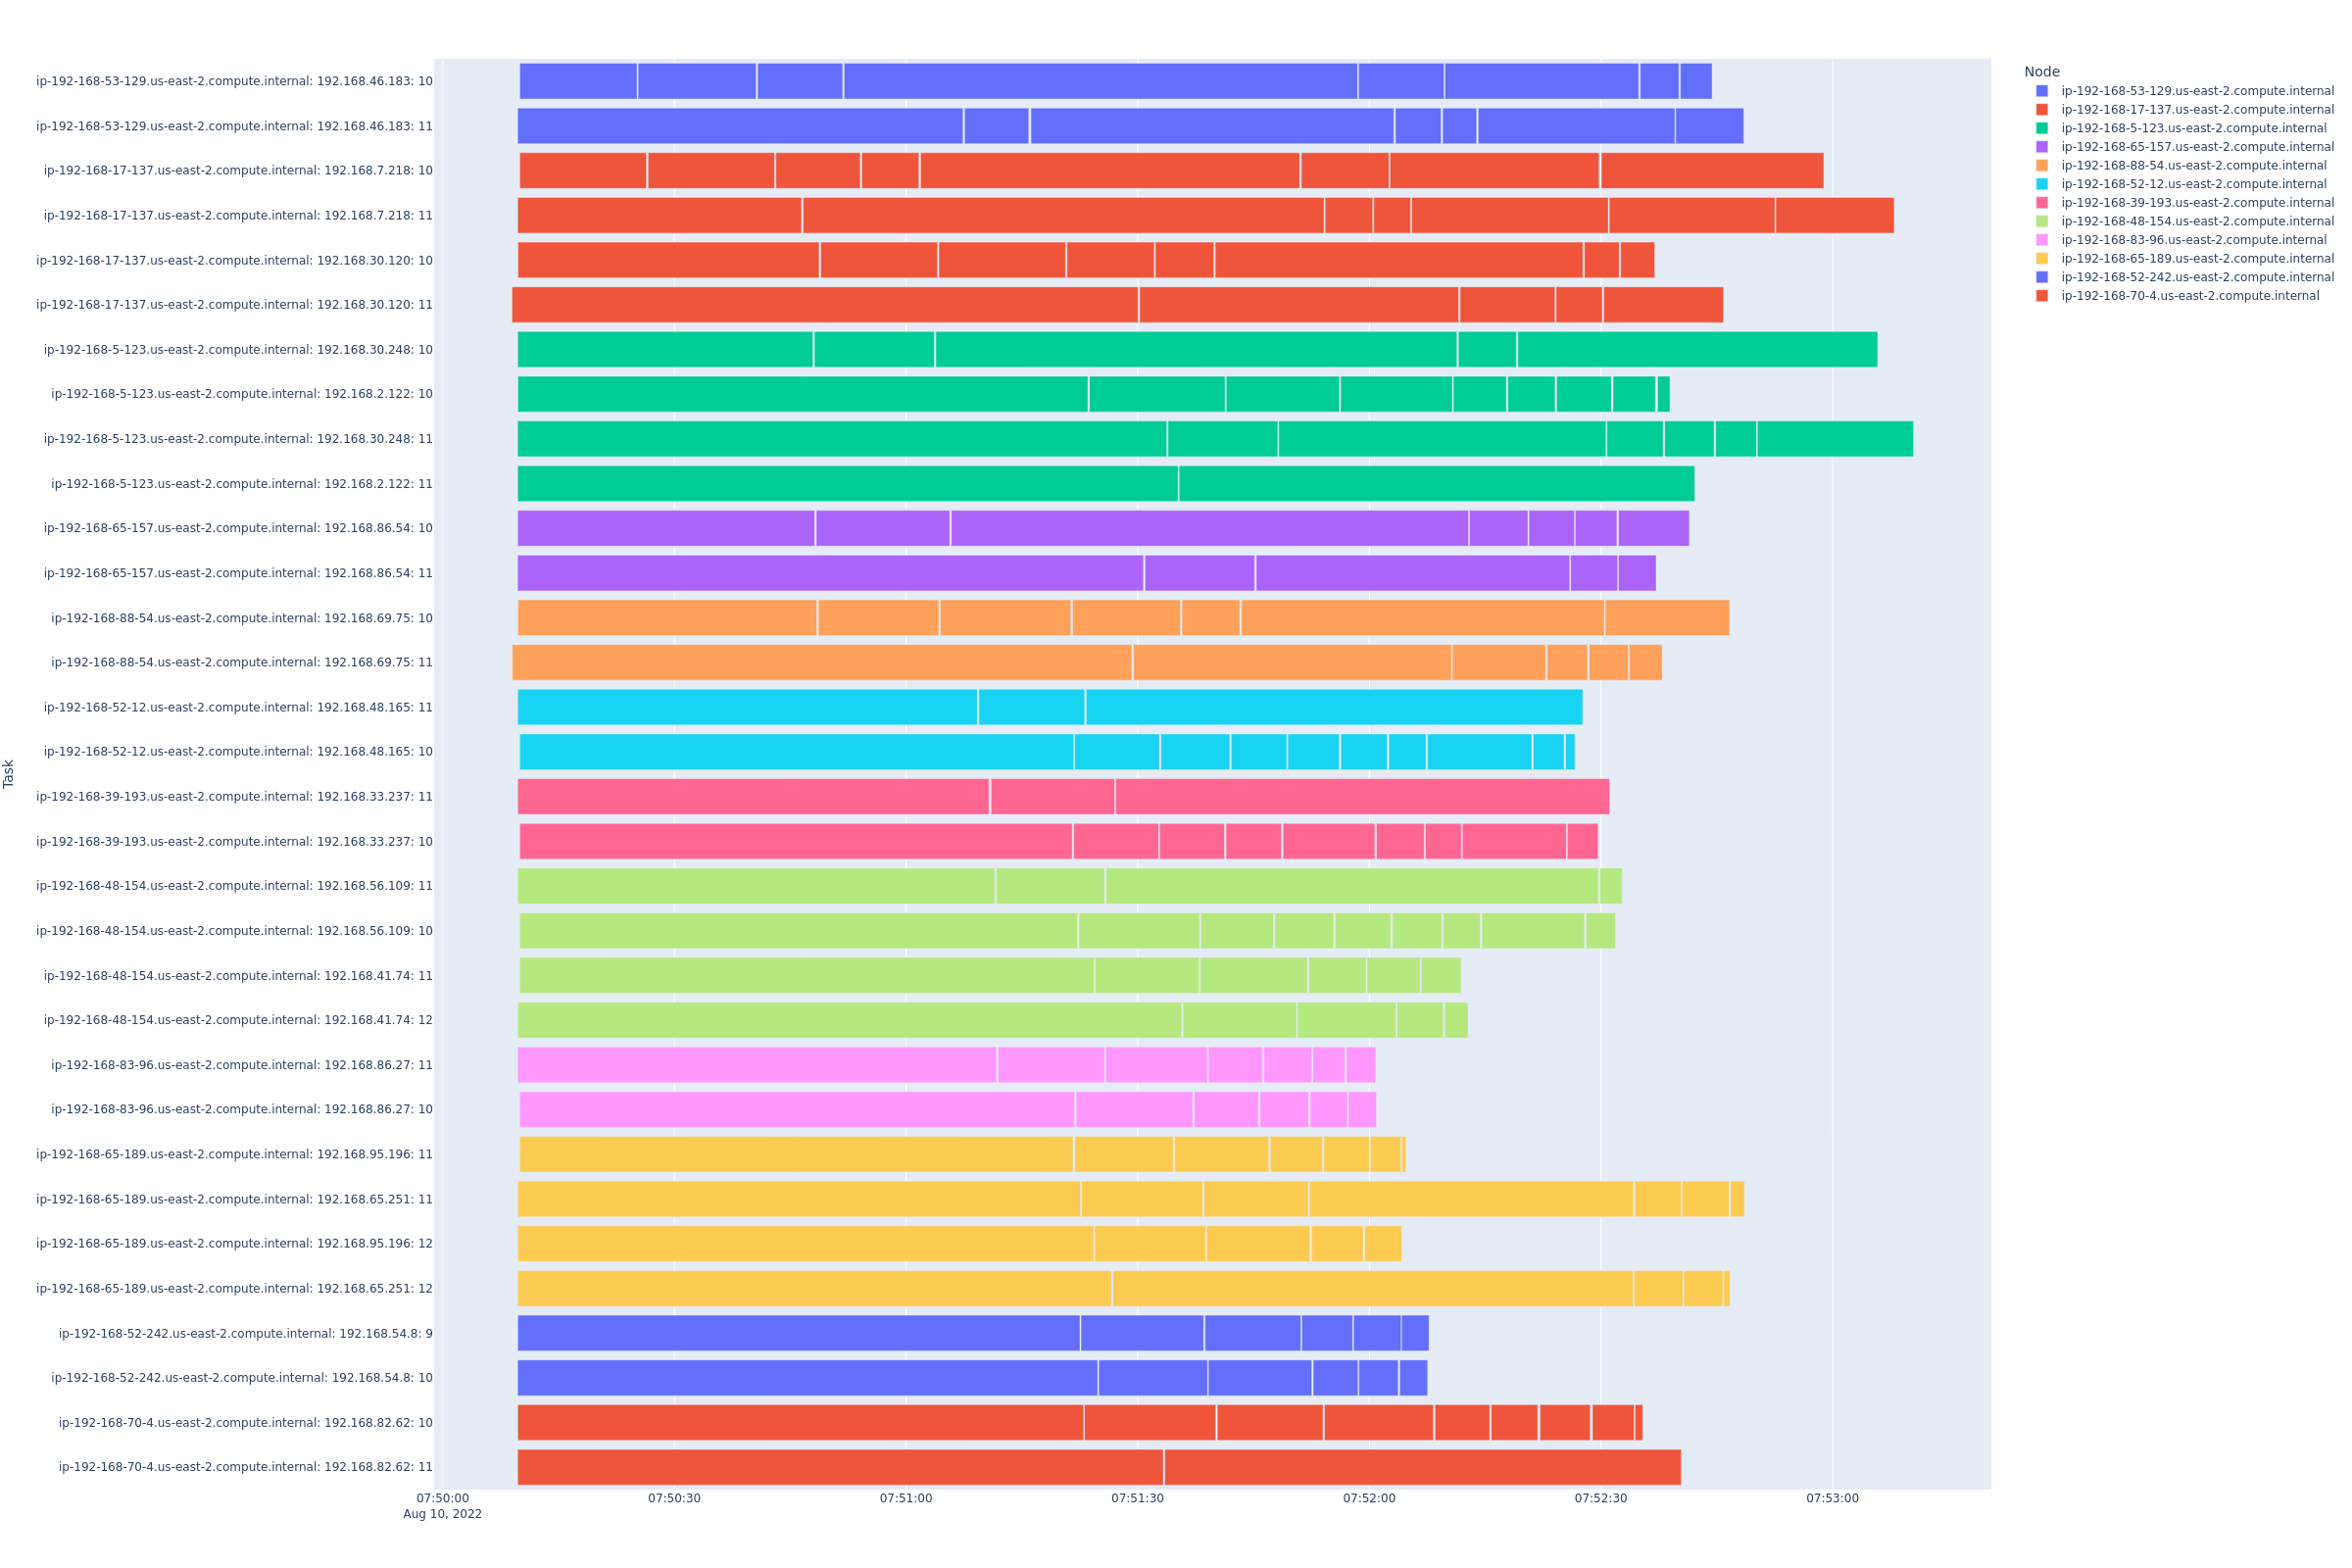 ip-192-168-53-129.us-east-2.compute.internal: 192.168.46.183: 10
ip-192-168-53-129.us-east-2.compute.internal: 192.168.46.183: 11
ip-192-168-17-137.us-east-2.compute.internal: 192.168.7.218: 10
ip-192-168-17-137.us-east-2.compute.internal: 192.168.7.218: 11
ip-192-168-17-137.us-east-2.compute.internal: 192.168.30.120: 10
ip-192-168-17-137.us-east-2.compute.internal: 192.168.30.120: 11
ip-192-168-5-123.us-east-2.compute.internal: 192.168.30.248: 10
ip-192-168-5-123.us-east-2.compute.internal: 192.168.2.122: 10
ip-192-168-5-123.us-east-2.compute.internal: 192.168.30.248: 11
ip-192-168-5-123.us-east-2.compute.internal: 192.168.2.122: 11
ip-192-168-65-157.us-east-2.compute.internal: 192.168.86.54: 10
ip-192-168-65-157.us-east-2.compute.internal: 192.168.86.54: 11
ip-192-168-88-54.us-east-2.compute.internal: 192.168.69.75: 10
ip-192-168-88-54.us-east-2.compute.internal: 192.168.69.75: 11
ip-192-168-52-12.us-east-2.compute.internal: 192.168.48.165: 11
ip-192-168-52-12.us-east-2.compute.internal: 192.168.48.165: 10
ip-192-168-39-193.us-east-2.compute.internal: 192.168.33.237: 11
ip-192-168-39-193.us-east-2.compute.internal: 192.168.33.237: 10
ip-192-168-48-154.us-east-2.compute.internal: 192.168.56.109: 11
ip-192-168-48-154.us-east-2.compute.internal: 192.168.56.109: 10
ip-192-168-48-154.us-east-2.compute.internal: 192.168.41.74: 11
ip-192-168-48-154.us-east-2.compute.internal: 192.168.41.74: 12
ip-192-168-83-96.us-east-2.compute.internal: 192.168.86.27: 11
ip-192-168-83-96.us-east-2.compute.internal: 192.168.86.27: 10
ip-192-168-65-189.us-east-2.compute.internal: 192.168.95.196: 11
ip-192-168-65-189.us-east-2.compute.internal: 192.168.65.251: 11
ip-192-168-65-189.us-east-2.compute.internal: 192.168.95.196: 12
ip-192-168-65-189.us-east-2.compute.internal: 192.168.65.251: 12
ip-192-168-52-242.us-east-2.compute.internal: 192.168.54.8: 9
ip-192-168-52-242.us-east-2.compute.internal: 192.168.54.8: 10
ip-192-168-70-4.us-east-2.compute.internal: 192.168.82.62: 10
ip-192-168-70-4.us-east-2.compute.internal: 192.168.82.62: 11
Task
07:50:00 07:50:30 07:51:00 07:51:30 07:52:00 07:52:30 07:53:00
Aug 10, 2022
Node
ip-192-168-53-129.us-east-2.compute.internal
ip-192-168-17-137.us-east-2.compute.internal
ip-192-168-5-123.us-east-2.compute.internal
ip-192-168-65-157.us-east-2.compute.internal
ip-192-168-88-54.us-east-2.compute.internal
ip-192-168-52-12.us-east-2.compute.internal
ip-192-168-39-193.us-east-2.compute.internal
ip-192-168-48-154.us-east-2.compute.internal
ip-192-168-83-96.us-east-2.compute.internal
ip-192-168-65-189.us-east-2.compute.internal
ip-192-168-52-242.us-east-2.compute.internal
ip-192-168-70-4.us-east-2.compute.internal